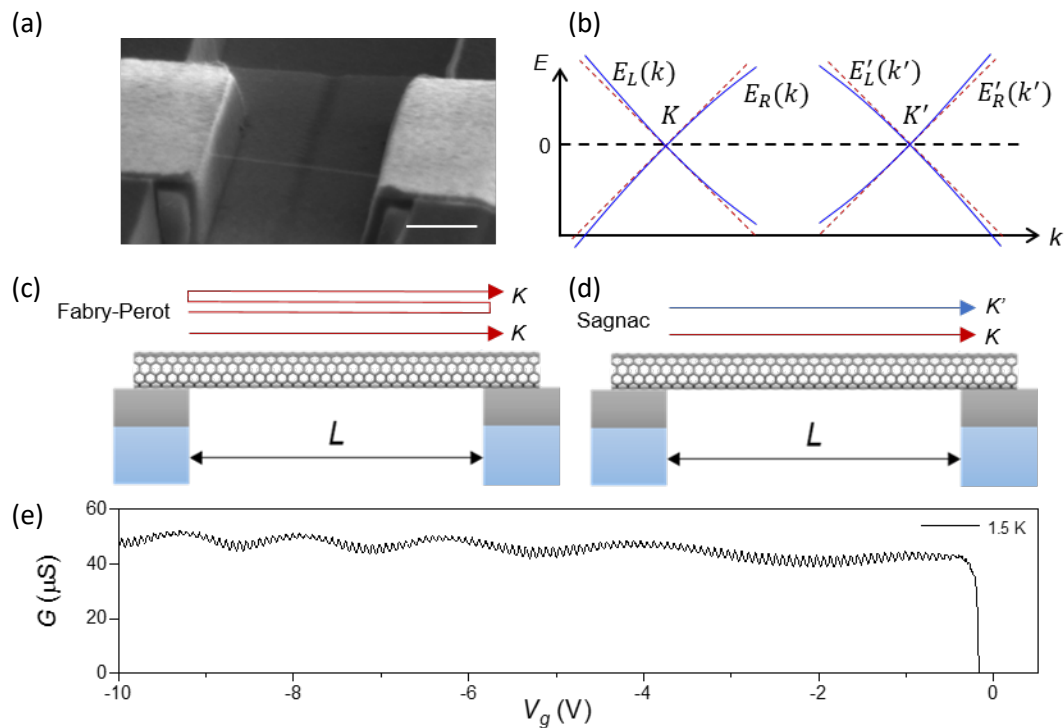 (a)
(b)
E
E_L(k)
E_R(k)
E'_L(k')
E'_R(k')
K
K'
0
k
(c)
(d)
Fabry-Perot
K
K
Sagnac
K'
K
L
L
(e)
60
40
20
0
G (μS)
1.5 K
-10
-8
-6
-4
-2
0
V_g (V)